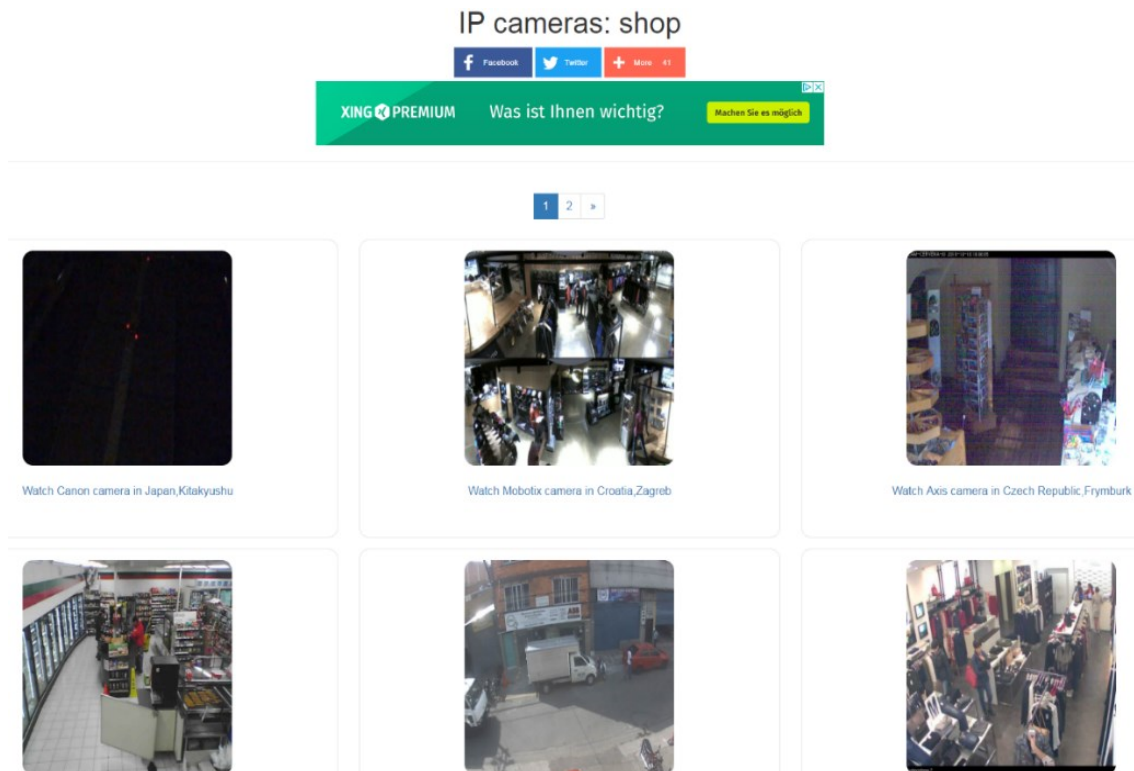 IP cameras: shop
Facebook Twitter More 41
XING PREMIUM Was ist Ihnen wichtig? Machen Sie es möglich
1 2 »
Watch Canon camera in Japan,Kitakyushu
Watch Mobotix camera in Croatia,Zagreb
Watch Axis camera in Czech Republic,Frymburk